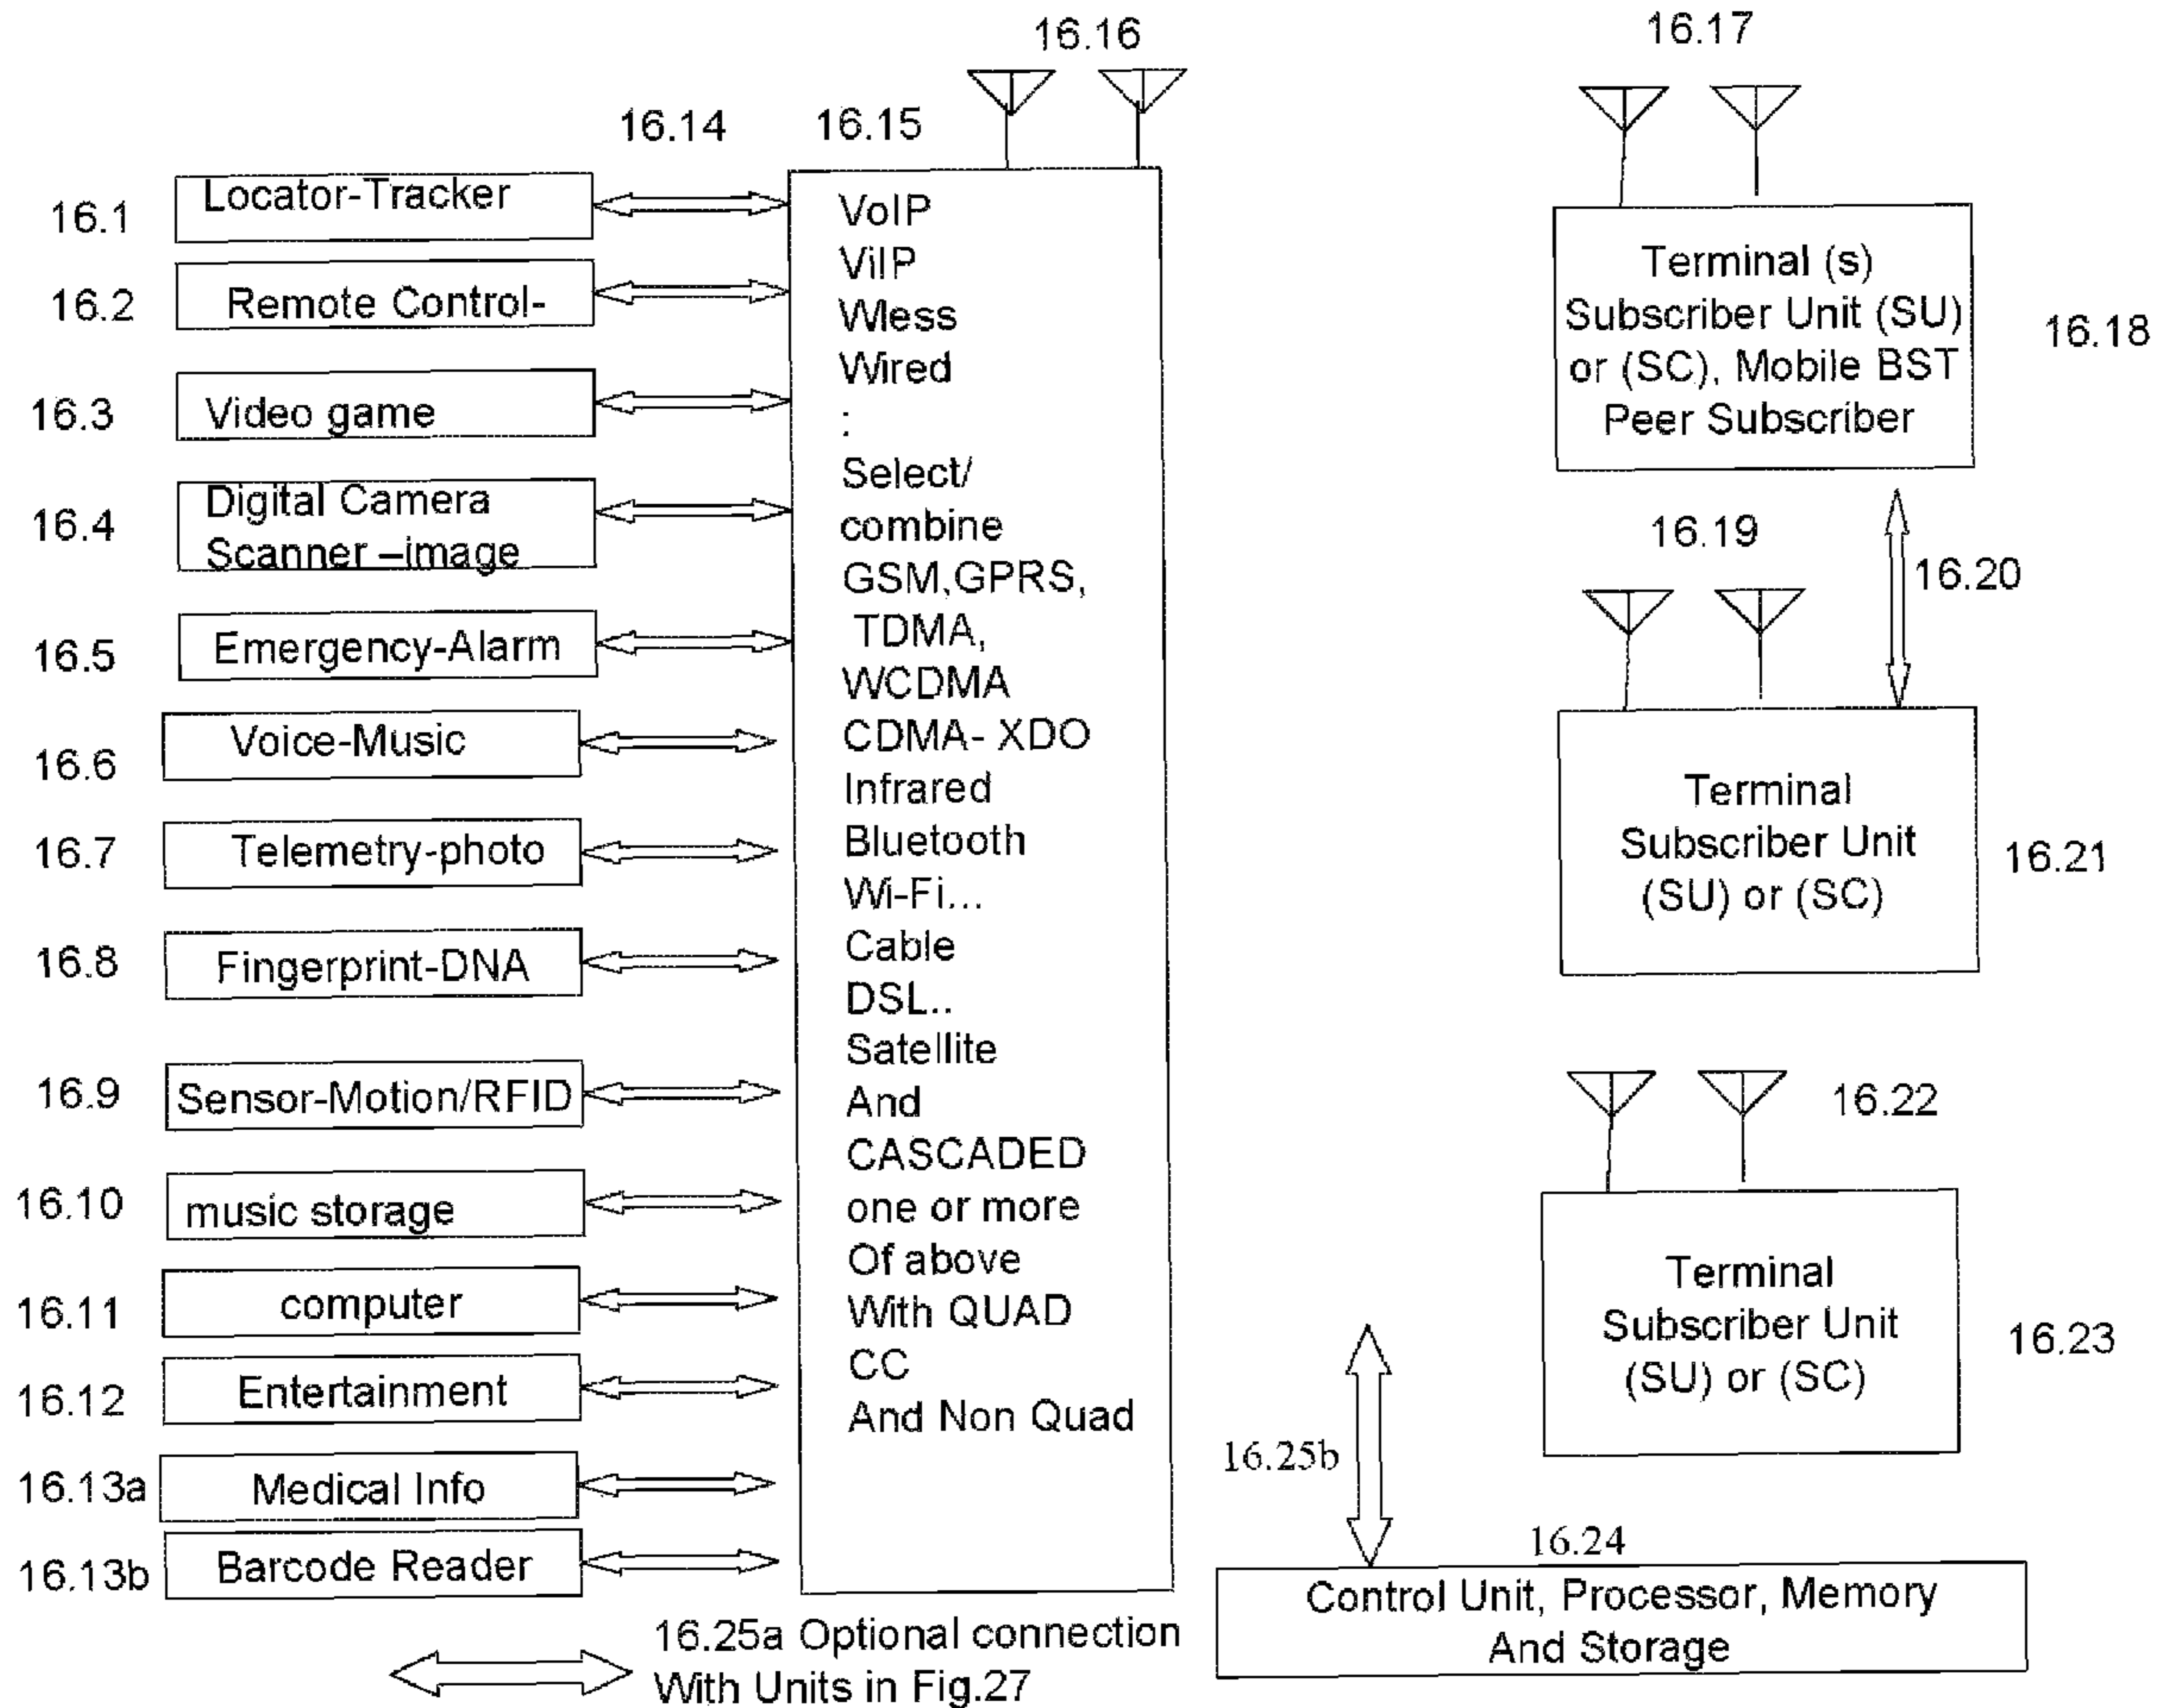 16.16
16.17
16.14
16.15
16.1
Locator-Tracker
16.2
Remote Control-
16.3
Video game
16.4
Digital Camera
Scanner –image
16.5
Emergency-Alarm
16.6
Voice-Music
16.7
Telemetry-photo
16.8
Fingerprint-DNA
16.9
Sensor-Motion/RFID
16.10
music storage
16.11
computer
16.12
Entertainment
16.13a
Medical Info
16.13b
Barcode Reader
VoIP
ViIP
Wless
Wired
:
Select/
combine
GSM,GPRS,
TDMA,
WCDMA
CDMA- XDO
Infrared
Bluetooth
Wi-Fi...
Cable
DSL..
Satellite
And
CASCADED
one or more
Of above
With QUAD
CC
And Non Quad
Terminal (s)
Subscriber Unit (SU)
or (SC), Mobile BST
Peer Subscriber
16.18
16.19
16.20
Terminal
Subscriber Unit
(SU) or (SC)
16.21
16.22
Terminal
Subscriber Unit
(SU) or (SC)
16.23
16.25b
16.24
Control Unit, Processor, Memory
And Storage
16.25a Optional connection
With Units in Fig.27